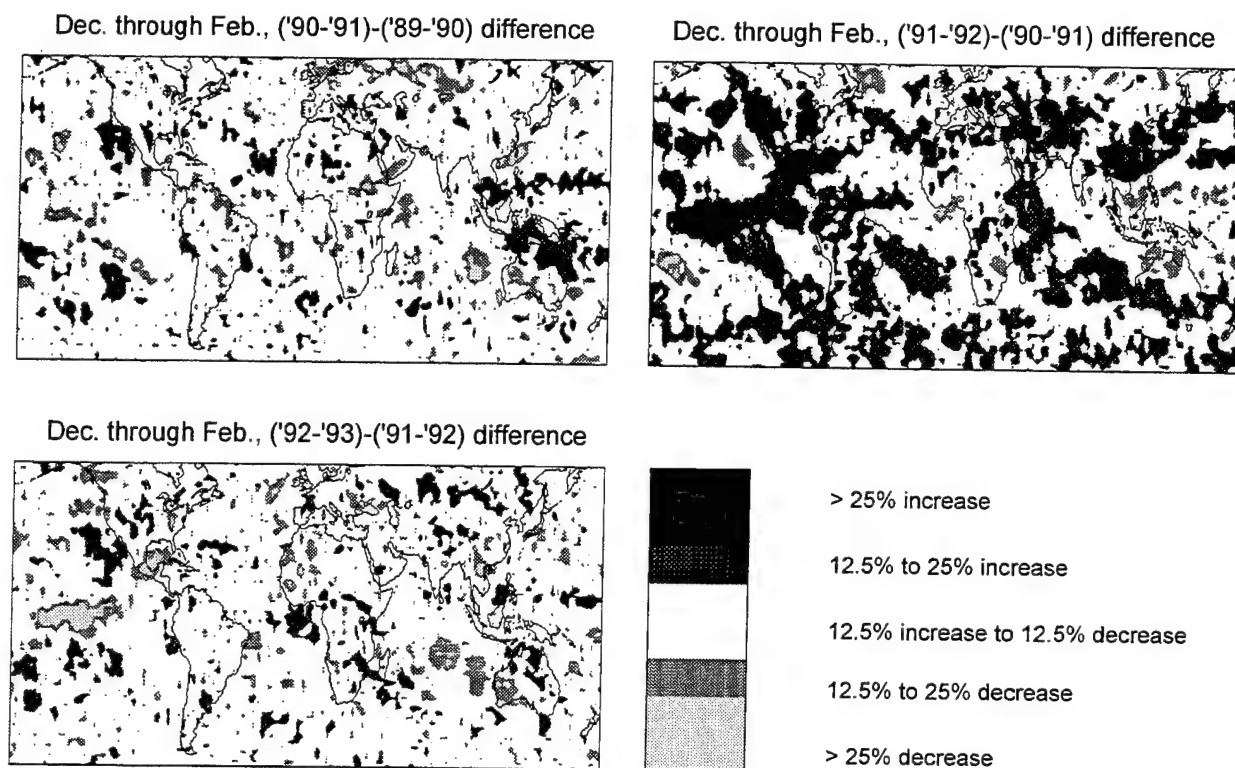 Dec. through Feb., ('90-'91)-('89-'90) difference
Dec. through Feb., ('91-'92)-('90-'91) difference
Dec. through Feb., ('92-'93)-('91-'92) difference
> 25% increase
12.5% to 25% increase
12.5% increase to 12.5% decrease
12.5% to 25% decrease
> 25% decrease